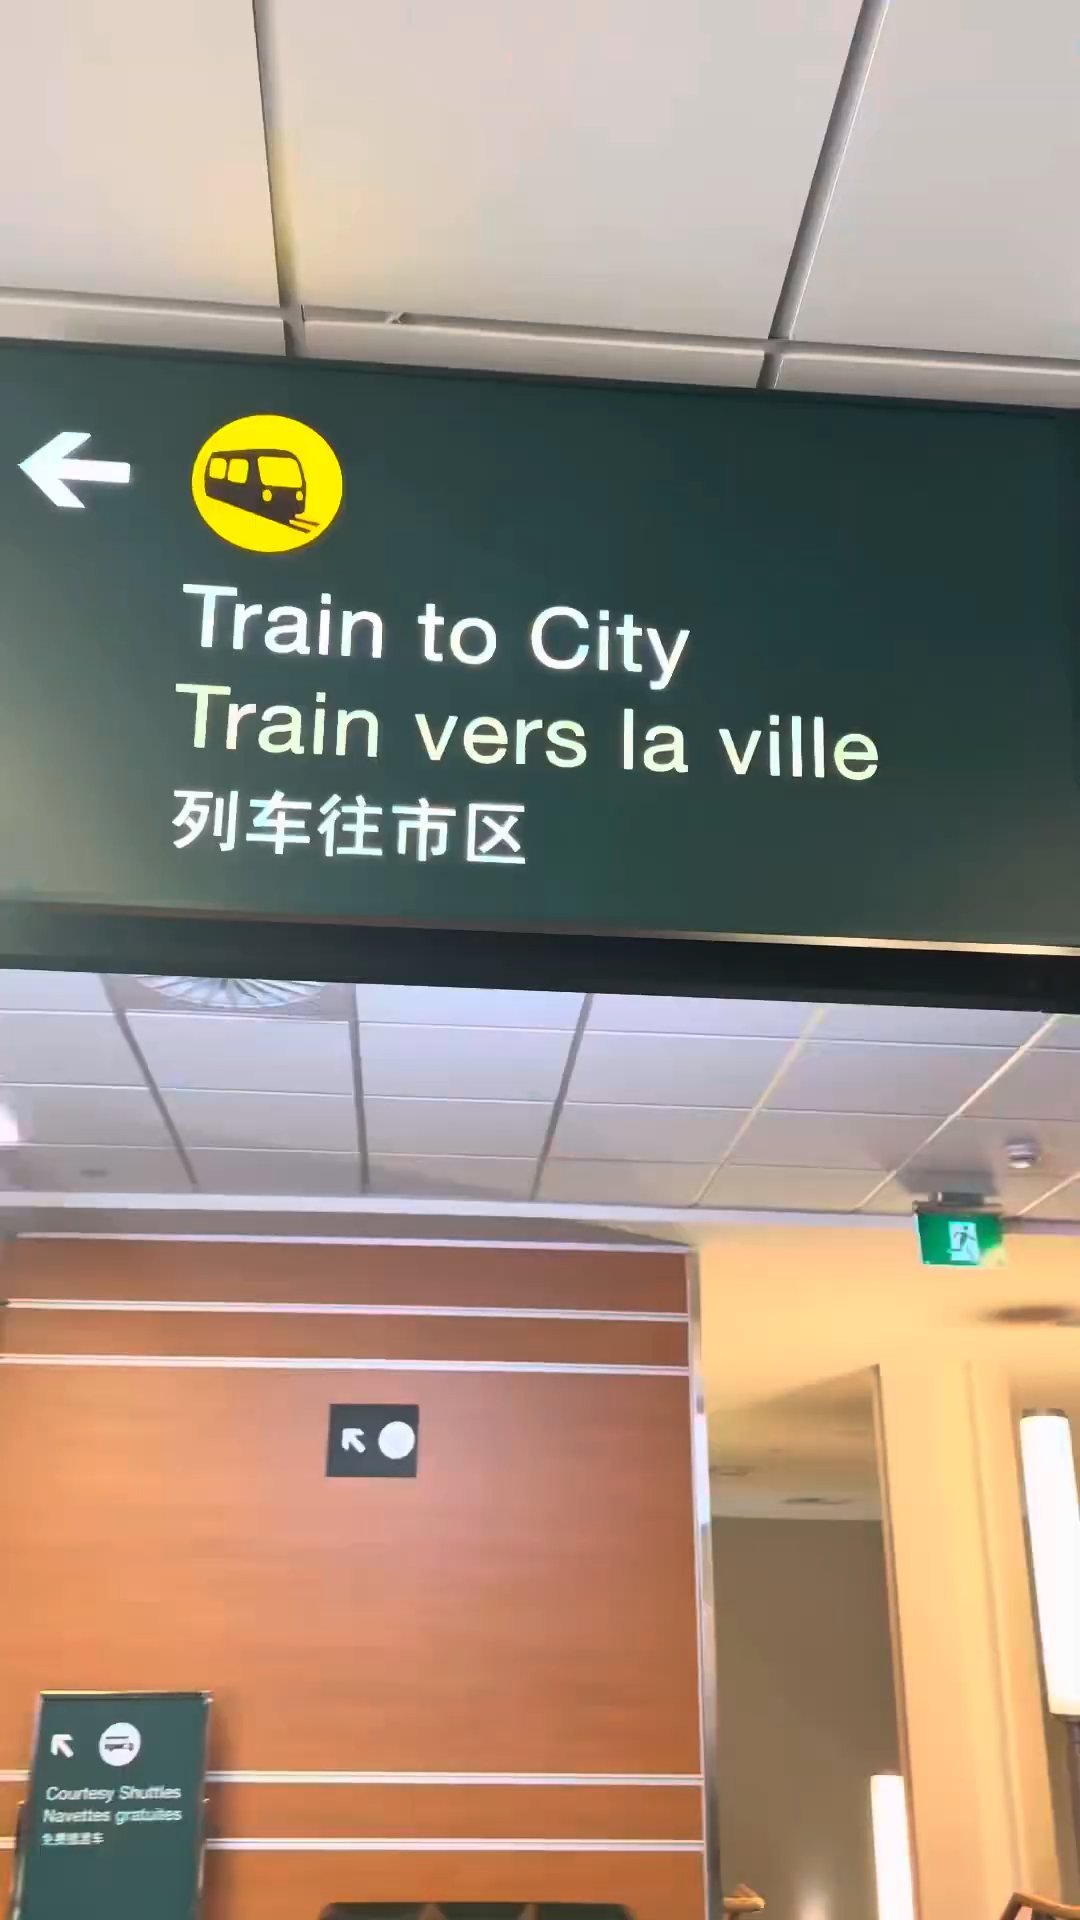 Train to City
Train vers la ville
列车往市区
Courtesy Shuttles
Navettes gratuites